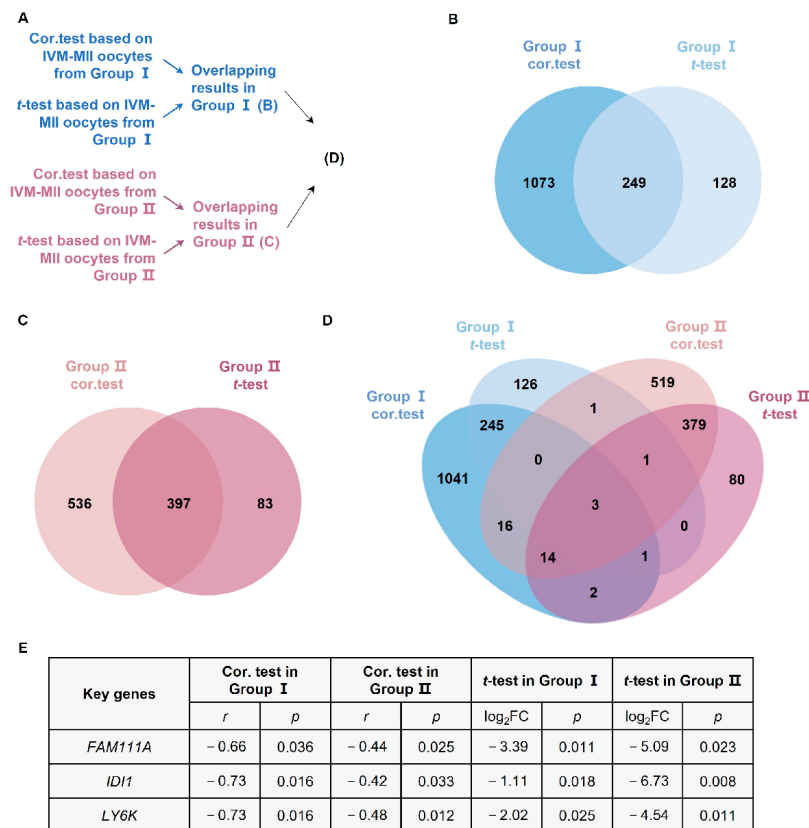 A
Cor.test based on
IVM-MII oocytes
from Group Ⅰ
t-test based on IVM-
MII oocytes from
Group Ⅰ
Overlapping
results in
Group Ⅰ (B)
Cor.test based on
IVM-MII oocytes from
Group Ⅱ
t-test based on IVM-
MII oocytes from
Group Ⅱ
Overlapping
results in
Group Ⅱ (C)
(D)
B
Group Ⅰ
cor.test
Group Ⅰ
t-test
1073
249
128
C
Group Ⅱ
cor.test
Group Ⅱ
t-test
536
397
83
D
Group Ⅰ
cor.test
Group Ⅰ
t-test
Group Ⅱ
cor.test
Group Ⅱ
t-test
126
519
1
245
379
0
1
1041
3
80
16
0
14
1
2
E
Key genes
Cor. test in
Group Ⅰ
Cor. test in
Group Ⅱ
t-test in Group Ⅰ
t-test in Group Ⅱ
r p r p log₂FC p log₂FC p
FAM111A − 0.66 0.036 − 0.44 0.025 − 3.39 0.011 − 5.09 0.023
IDI1 − 0.73 0.016 − 0.42 0.033 − 1.11 0.018 − 6.73 0.008
LY6K − 0.73 0.016 − 0.48 0.012 − 2.02 0.025 − 4.54 0.011